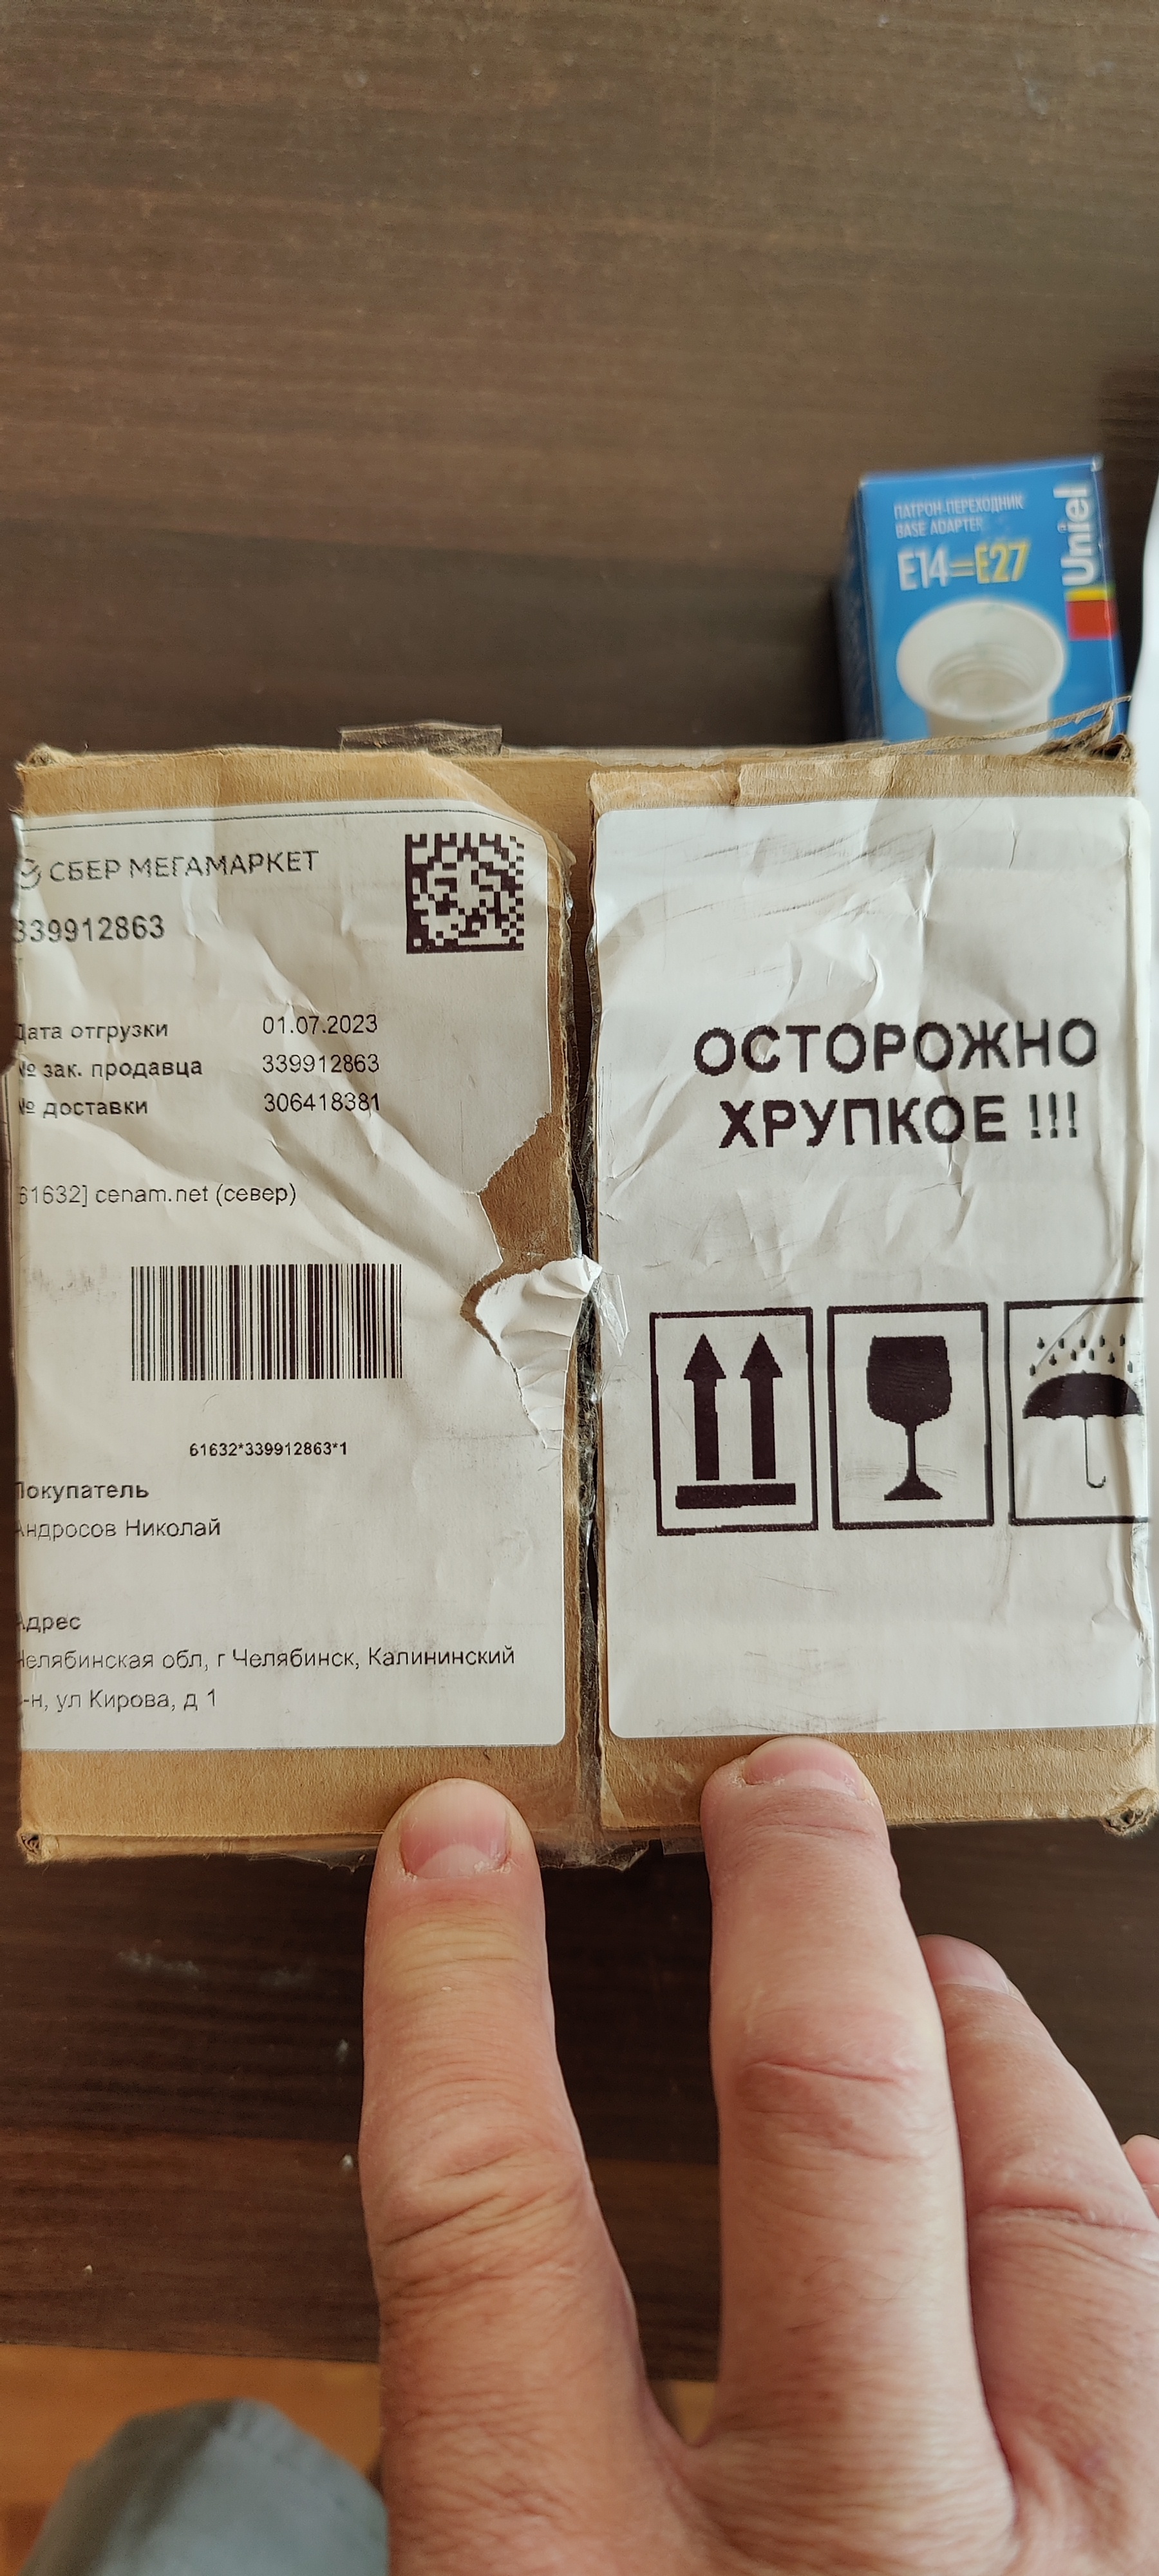 ПАТРОН-ПЕРЕХОДНИК
BASE ADAPTER
E14=E27
Uniel
СБЕР МЕГАМАРКЕТ
339912863
Дата отгрузки 01.07.2023
№ зак. продавца 339912863
№ доставки 306418381
61632] cenam.net (север)
61632*339912863*1
Покупатель
Андросов Николай
Адрес
Челябинская обл, г Челябинск, Калининский
-н, ул Кирова, д 1
ОСТОРОЖНО
ХРУПКОЕ !!!